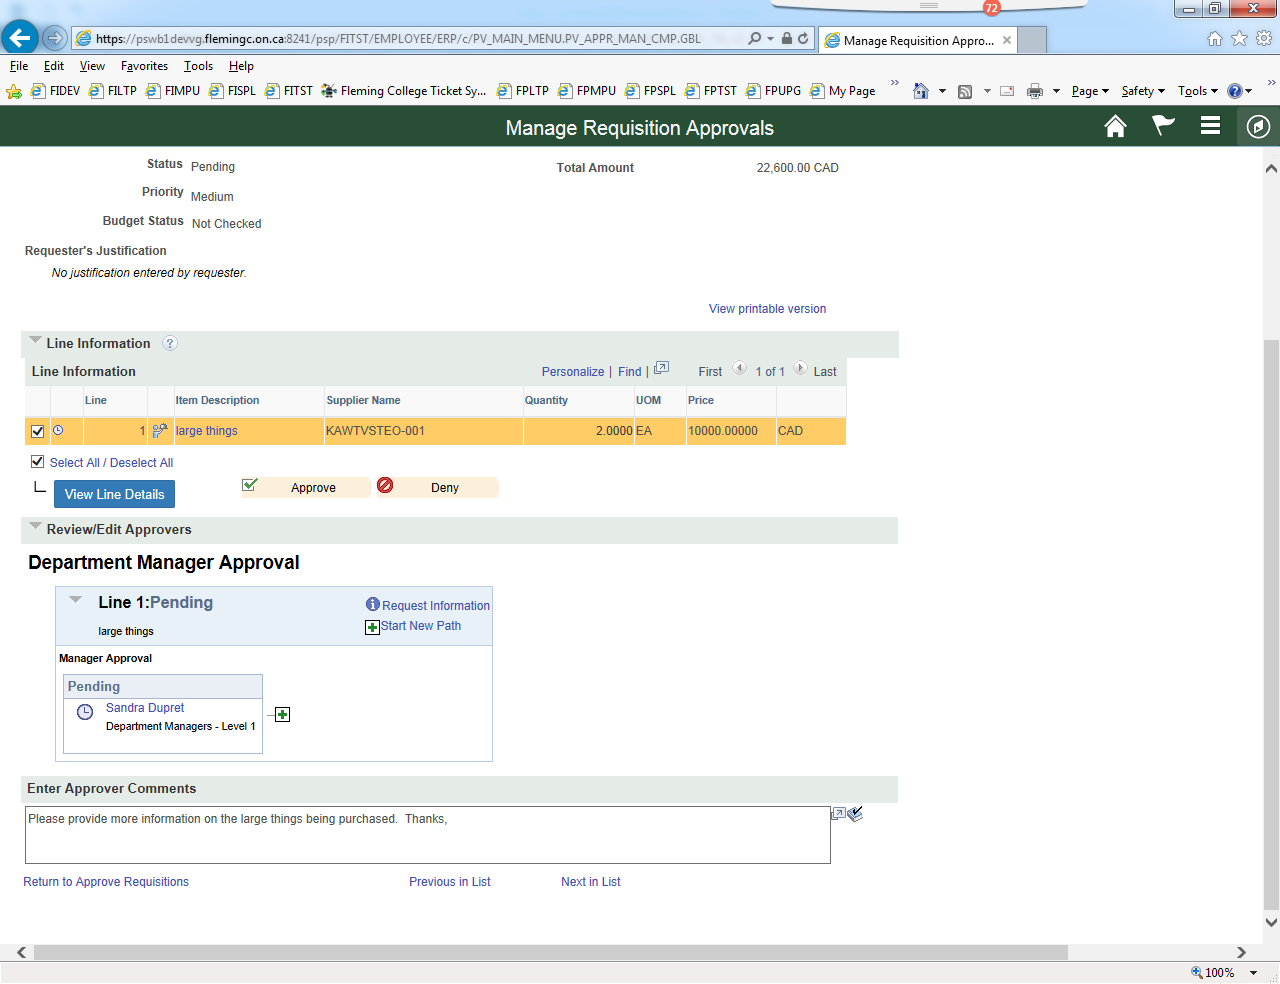 72
https://pswb1devvg.flemingc.on.ca:8241/psp/FITST/EMPLOYEE/ERP/c/PV_MAIN_MENU.PV_APPR_MAN_CMP.GBL
Manage Requisition Appro...
File Edit View Favorites Tools Help
FIDEV FILTP FIMPU FISPL FITST Fleming College Ticket Sy... FPLTP FPMPU FPSPL FPTST FPUPG My Page » Page Safety Tools »
Manage Requisition Approvals
Status Pending Total Amount 22,600.00 CAD
Priority Medium
Budget Status Not Checked
Requester's Justification
No justification entered by requester.
View printable version
Line Information ?
Line Information Personalize | Find | First 1 of 1 Last
Line Item Description Supplier Name Quantity UOM Price
1 large things KAWTVSTEO-001 2.0000 EA 10000.00000 CAD
Select All / Deselect All
View Line Details Approve Deny
Review/Edit Approvers
Department Manager Approval
Line 1:Pending Request Information
Start New Path
large things
Manager Approval
Pending
Sandra Dupret
Department Managers - Level 1
Enter Approver Comments
Please provide more information on the large things being purchased.  Thanks,
Return to Approve Requisitions Previous in List Next in List
100%